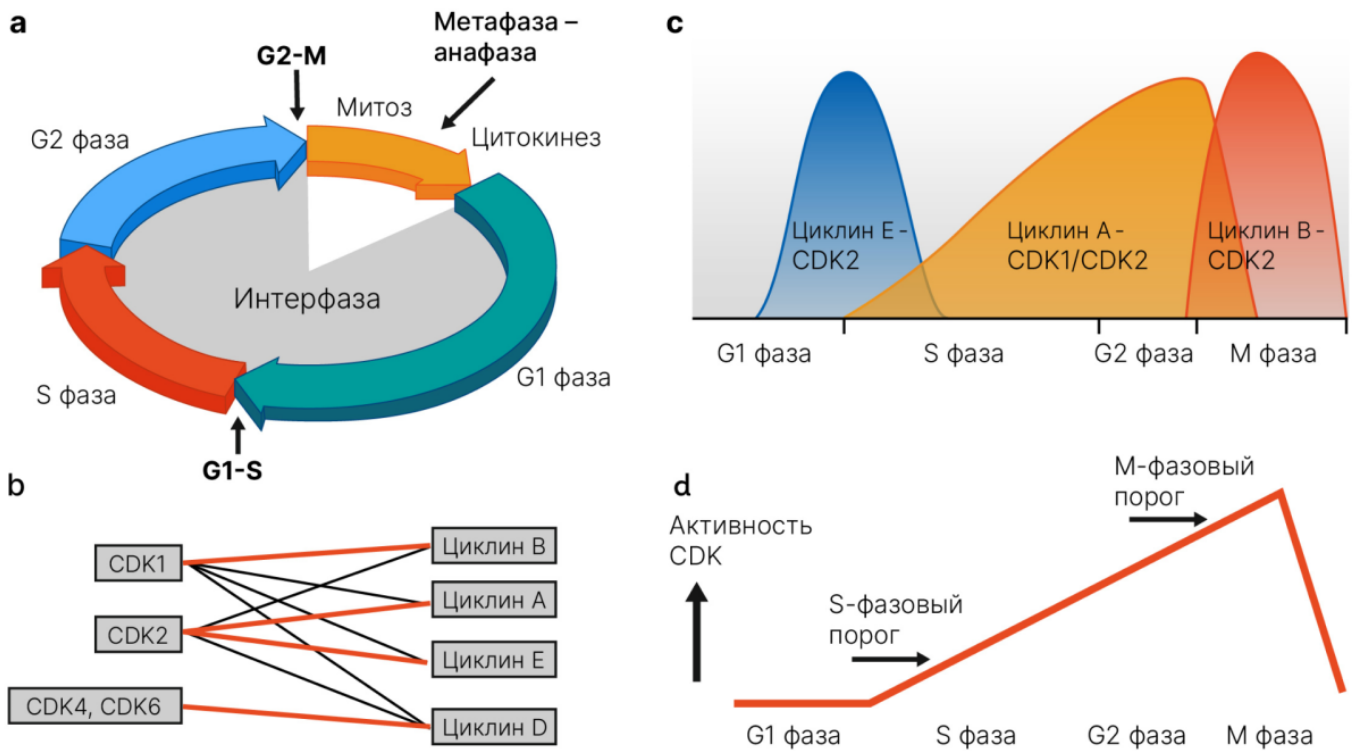 a
G2-M
Метафаза –
анафаза
Митоз
Цитокинез
G2 фаза
Интерфаза
S фаза
G1 фаза
G1-S
b
CDK1
CDK2
CDK4, CDK6
Циклин B
Циклин A
Циклин E
Циклин D
c
Циклин E -
CDK2
Циклин A -
CDK1/CDK2
Циклин B -
CDK2
G1 фаза
S фаза
G2 фаза
M фаза
d
Активность
CDK
S-фазовый
порог
M-фазовый
порог
G1 фаза
S фаза
G2 фаза
M фаза